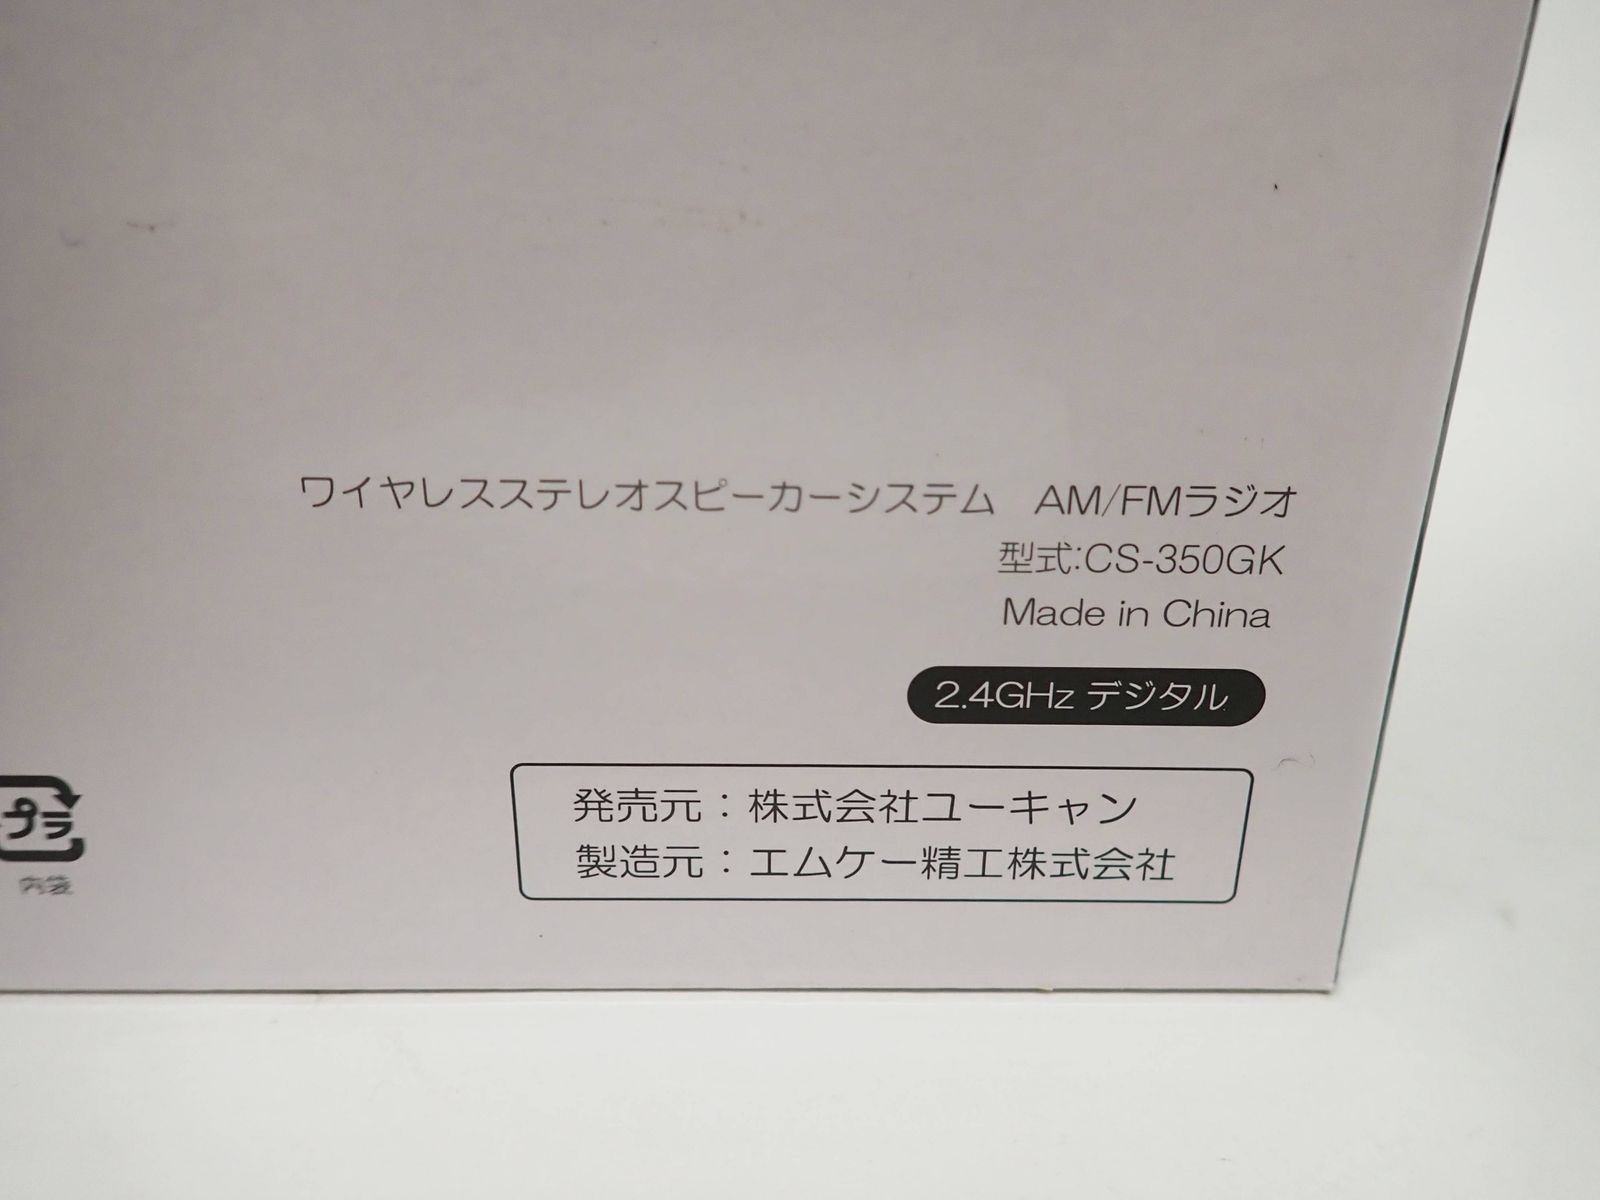 ワイヤレスステレオスピーカーシステム　AM/FMラジオ
型式:CS-350GK
Made in China
2.4GHz デジタル
発売元：株式会社ユーキャン
製造元：エムケー精工株式会社
プラ
内袋